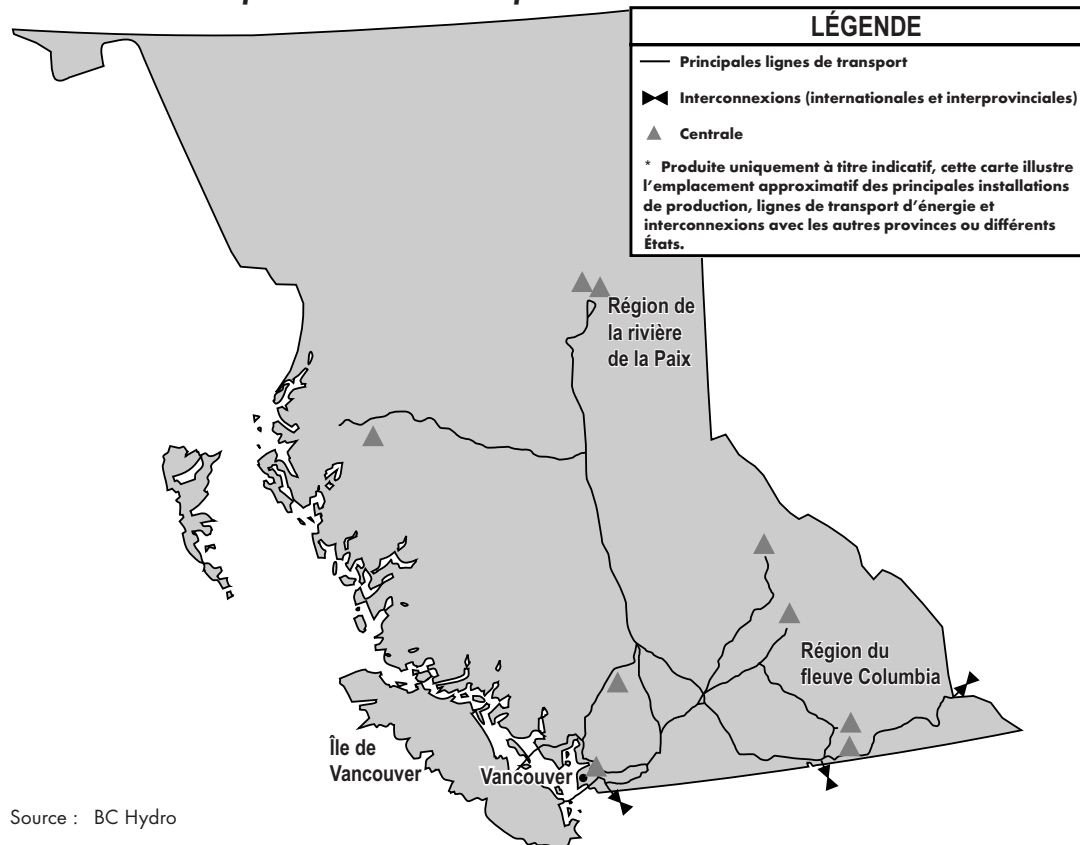 LÉGENDE
Principales lignes de transport
Interconnexions (internationales et interprovinciales)
Centrale
* Produite uniquement à titre indicatif, cette carte illustre
l'emplacement approximatif des principales installations
de production, lignes de transport d'énergie et
interconnexions avec les autres provinces ou différents
États.
Région de
la rivière
de la Paix
Région du
fleuve Columbia
Île de
Vancouver
Vancouver
Source : BC Hydro